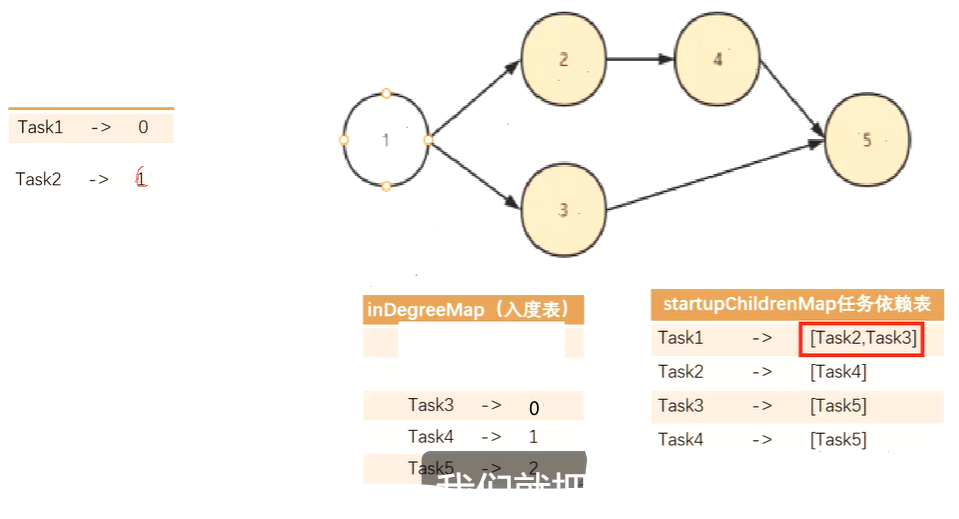 Task1 -> 0
Task2 -> 1
1
2
4
3
5
inDegreeMap（入度表）
Task3 -> 0
Task4 -> 1
Task5 -> 2
startupChildrenMap任务依赖表
Task1 -> [Task2,Task3]
Task2 -> [Task4]
Task3 -> [Task5]
Task4 -> [Task5]
我们就把